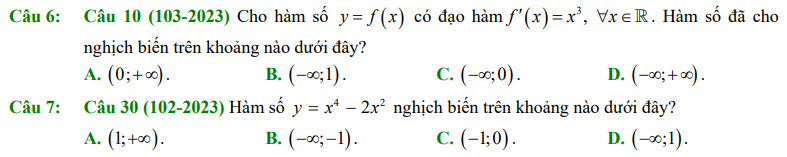 Câu 6: Câu 10 (103-2023) Cho hàm số y = f(x) có đạo hàm f′(x) = x³, ∀x ∈ ℝ. Hàm số đã cho
nghịch biến trên khoảng nào dưới đây?
A. (0;+∞). B. (−∞;1). C. (−∞;0). D. (−∞;+∞).
Câu 7: Câu 30 (102-2023) Hàm số y = x⁴ − 2x² nghịch biến trên khoảng nào dưới đây?
A. (1;+∞). B. (−∞;−1). C. (−1;0). D. (−∞;1).